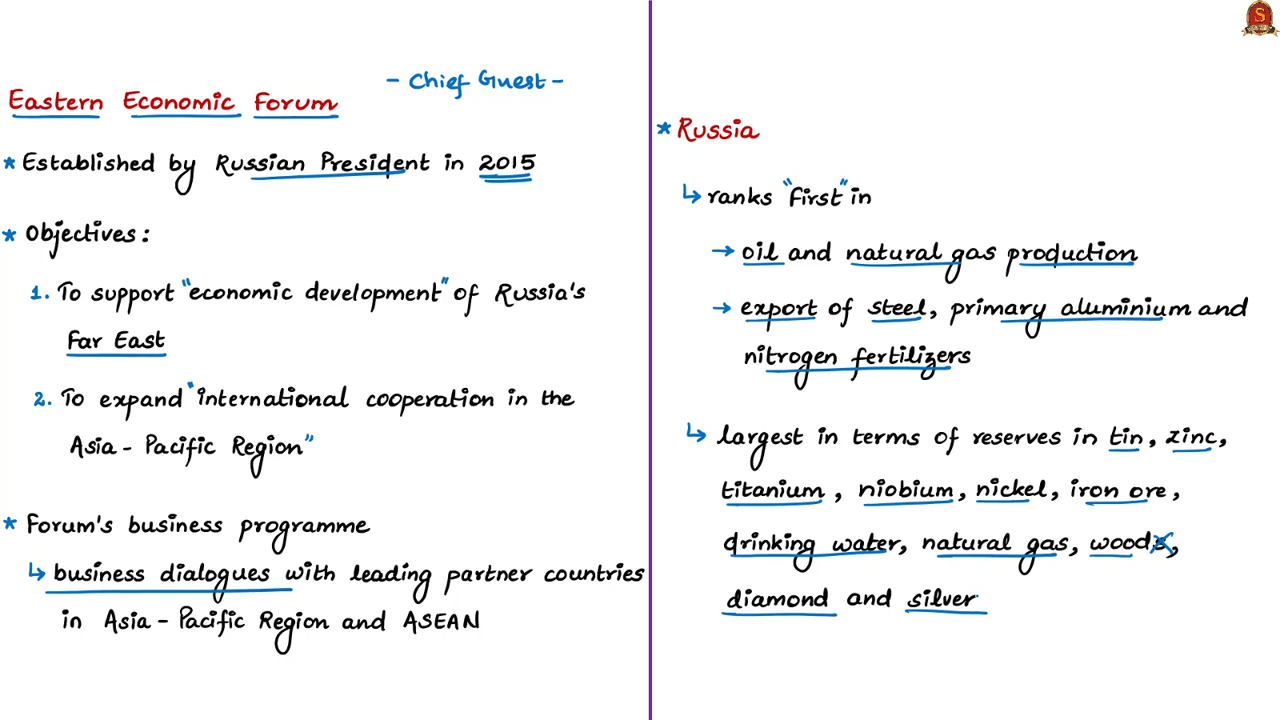 - Chief Guest -
Eastern Economic Forum
* Established by Russian President in 2015
* Objectives:
1. To support "economic development" of Russia's
Far East
2. To expand "international cooperation in the
Asia - Pacific Region"
* Forum's business programme
↳ business dialogues with leading partner countries
in Asia - Pacific Region and ASEAN
* Russia
↳ ranks "first" in
→ oil and natural gas production
→ export of steel, primary aluminium and
nitrogen fertilizers
↳ largest in terms of reserves in tin, zinc,
titanium, niobium, nickel, iron ore,
drinking water, natural gas, wood,
diamond and silver
S